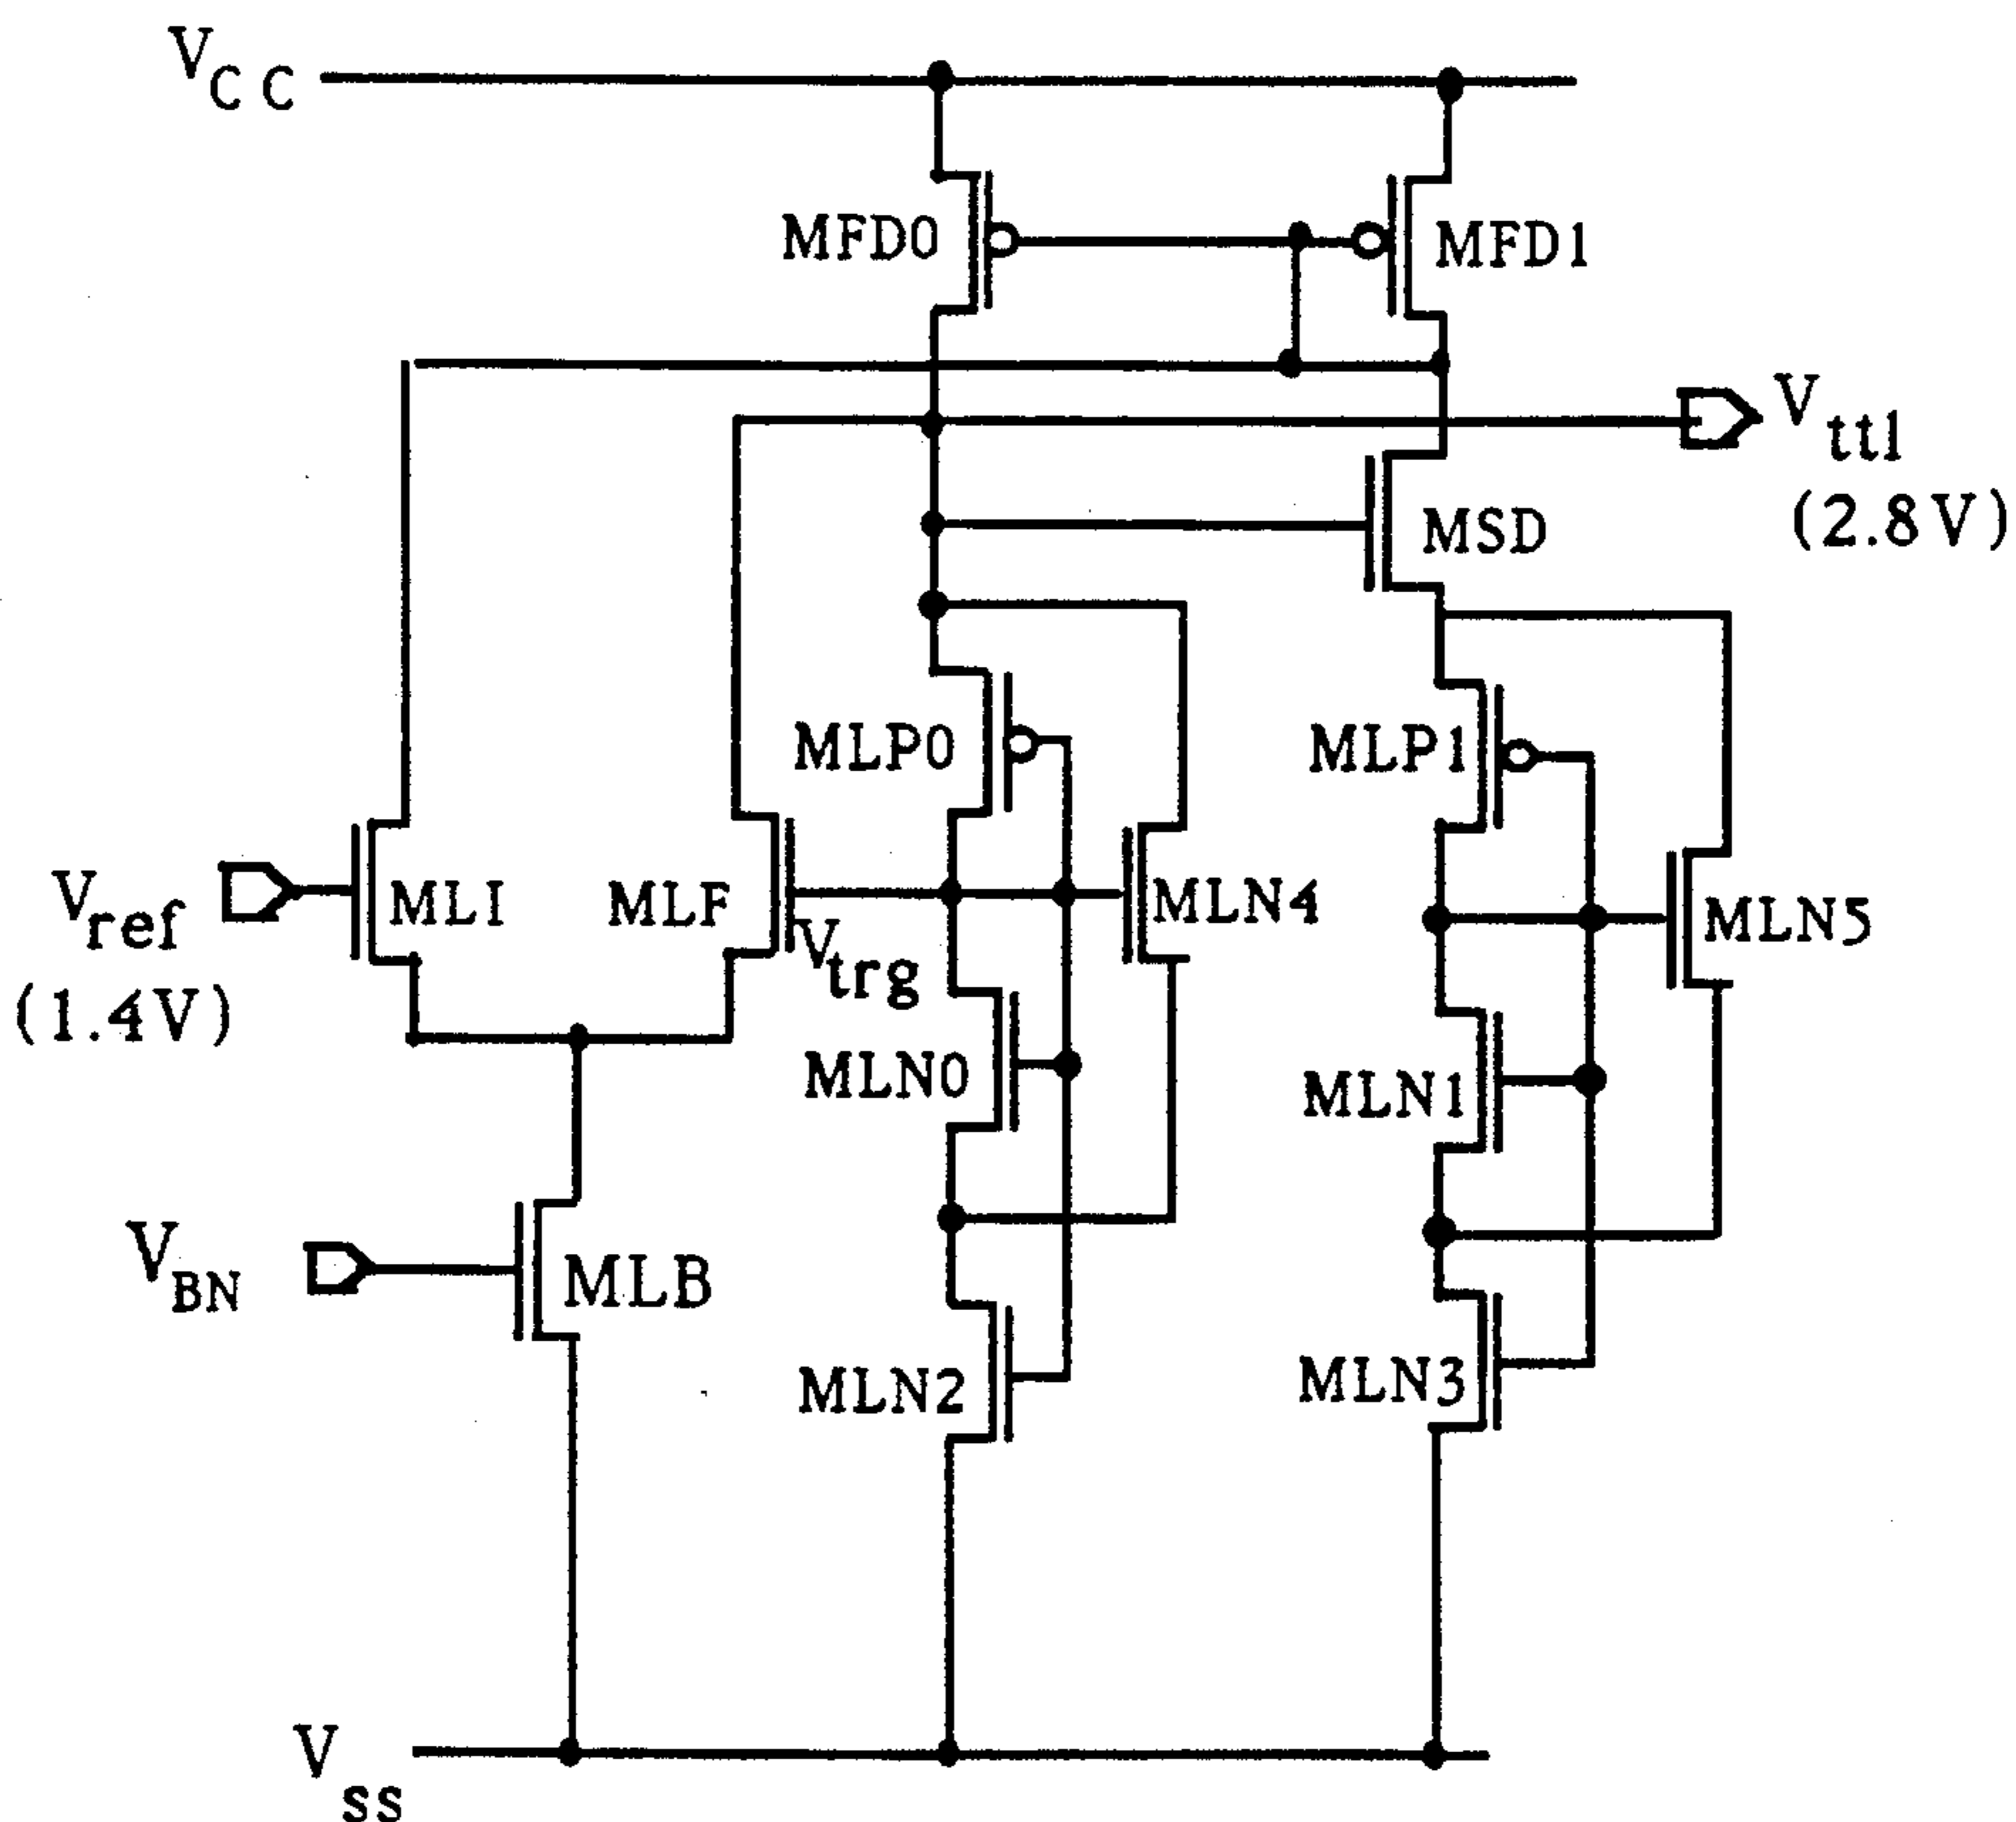 VCC
MFD0
MFD1
Vttl
(2.8V)
MSD
MLP0
MLP1
Vref
(1.4V)
MLI
MLF
Vtrg
MLN4
MLN5
MLN0
MLN1
VBN
MLB
MLN2
MLN3
Vss